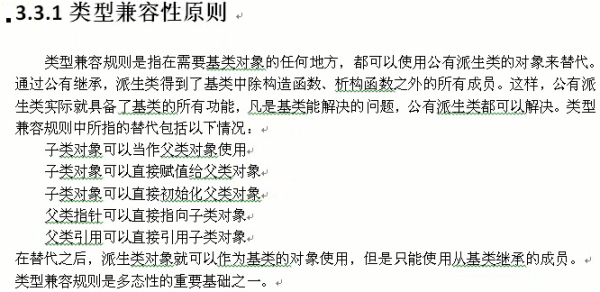 3.3.1 类型兼容性原则
类型兼容规则是指在需要基类对象的任何地方，都可以使用公有派生类的对象来替代。
通过公有继承，派生类得到了基类中除构造函数、析构函数之外的所有成员。这样，公有派
生类实际就具备了基类的所有功能，凡是基类能解决的问题，公有派生类都可以解决。类型
兼容规则中所指的替代包括以下情况：
子类对象可以当作父类对象使用
子类对象可以直接赋值给父类对象
子类对象可以直接初始化父类对象
父类指针可以直接指向子类对象
父类引用可以直接引用子类对象
在替代之后，派生类对象就可以作为基类的对象使用，但是只能使用从基类继承的成员。
类型兼容规则是多态性的重要基础之一。